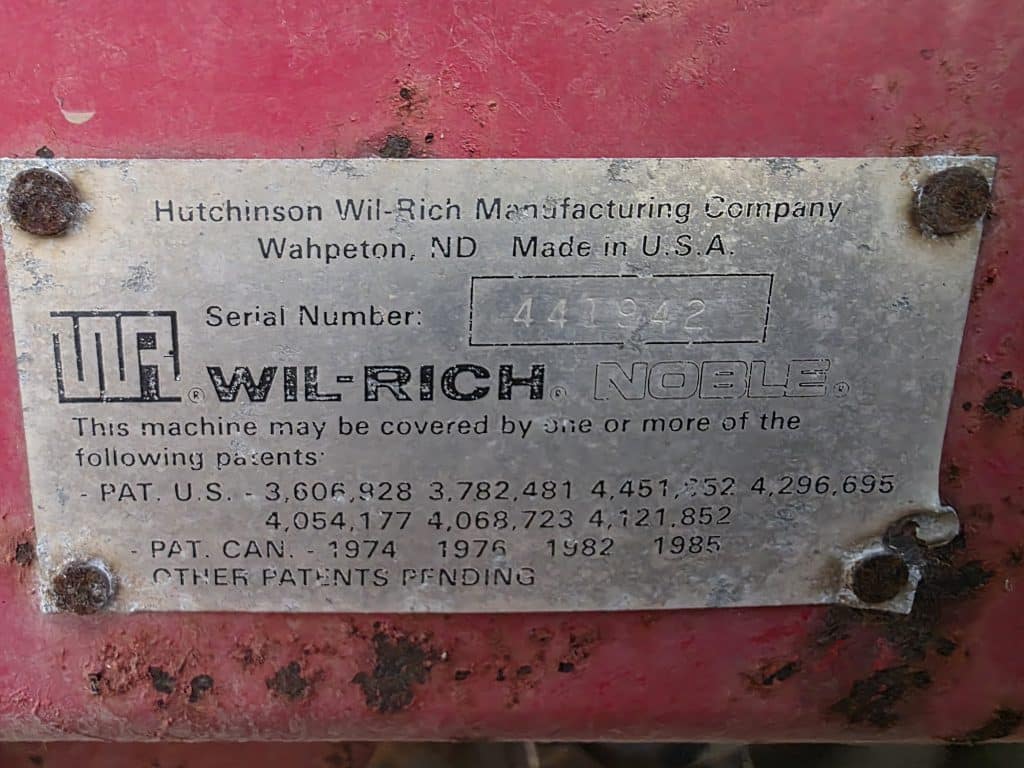 Hutchinson Wil-Rich Manufacturing Company
Wahpeton, ND Made in U.S.A.
Serial Number: 441942
WR ® WIL-RICH ® NOBLE ®
This machine may be covered by one or more of the
following patents:
- PAT. U.S. - 3,606,928 3,782,481 4,296,695
4,054,177 4,068,723 4,121,852
- PAT. CAN. - 1974 1976 1982 1985
OTHER PATENTS PENDING